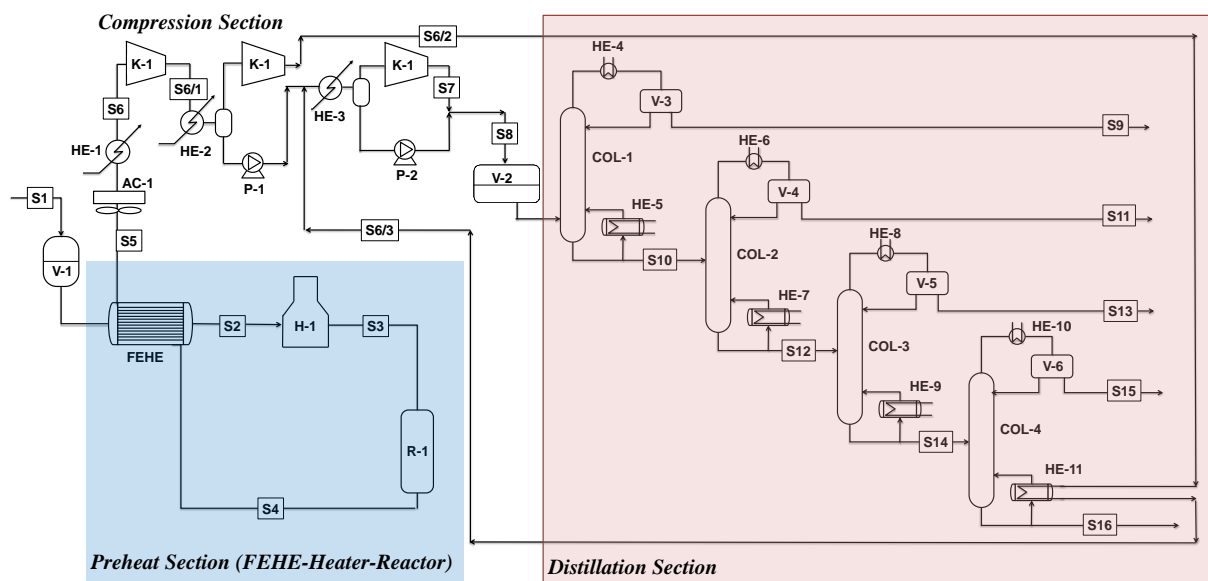 Compression Section
S6/2
HE-4
K-1
K-1
K-1
S6/1
S7
V-3
S6
HE-3
S8
S9
HE-1
HE-2
HE-6
COL-1
P-1
P-2
V-2
V-4
AC-1
S1
HE-5
S11
S5
S6/3
HE-8
COL-2
S10
V-1
V-5
HE-7
S13
S2
H-1
S3
HE-10
FEHE
S12
COL-3
V-6
HE-9
S15
R-1
S14
COL-4
HE-11
S4
S16
Preheat Section (FEHE-Heater-Reactor)
Distillation Section